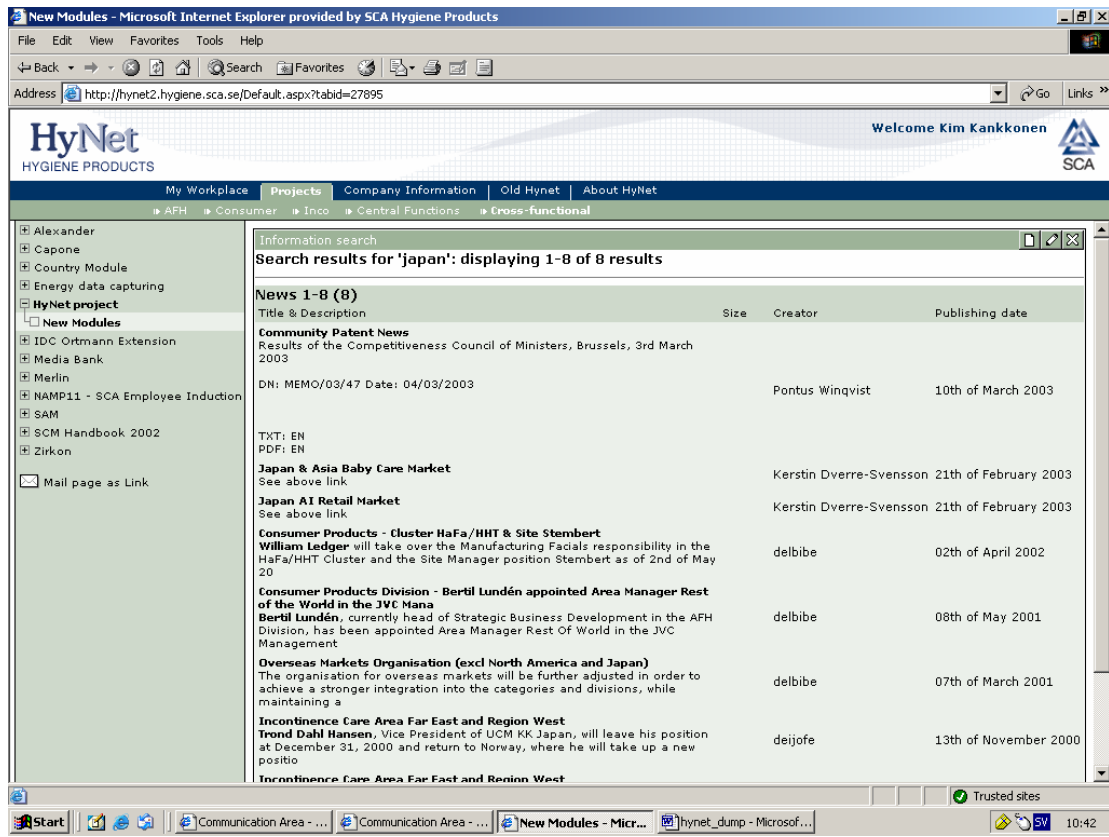 New Modules - Microsoft Internet Explorer provided by SCA Hygiene Products
File Edit View Favorites Tools Help
Back Search Favorites
Address http://hynet2.hygiene.sca.se/Default.aspx?tabid=27895 Go Links »
HyNet
HYGIENE PRODUCTS
Welcome Kim Kankkonen
SCA
My Workplace Projects Company Information | Old Hynet | About HyNet
AFH Consumer Inco Central Functions Cross-functional
Alexander
Capone
Country Module
Energy data capturing
HyNet project
New Modules
IDC Ortmann Extension
Media Bank
Merlin
NAMP11 - SCA Employee Induction
SAM
SCM Handbook 2002
Zirkon
Mail page as Link
Information search
Search results for 'japan': displaying 1-8 of 8 results
News 1-8 (8)
Title & Description Size Creator Publishing date
Community Patent News
Results of the Competitiveness Council of Ministers, Brussels, 3rd March
2003
DN: MEMO/03/47 Date: 04/03/2003
Pontus Winqvist 10th of March 2003
TXT: EN
PDF: EN
Japan & Asia Baby Care Market
See above link
Kerstin Dverre-Svensson 21th of February 2003
Japan AI Retail Market
See above link
Kerstin Dverre-Svensson 21th of February 2003
Consumer Products - Cluster HaFa/HHT & Site Stembert
William Ledger will take over the Manufacturing Facials responsibility in the
HaFa/HHT Cluster and the Site Manager position Stembert as of 2nd of May
20
delbibe 02th of April 2002
Consumer Products Division - Bertil Lundén appointed Area Manager Rest
of the World in the JVC Mana
Bertil Lundén, currently head of Strategic Business Development in the AFH
Division, has been appointed Area Manager Rest Of World in the JVC
Management
delbibe 08th of May 2001
Overseas Markets Organisation (excl North America and Japan)
The organisation for overseas markets will be further adjusted in order to
achieve a stronger integration into the categories and divisions, while
maintaining a
delbibe 07th of March 2001
Incontinence Care Area Far East and Region West
Trond Dahl Hansen, Vice President of UCM KK Japan, will leave his position
at December 31, 2000 and return to Norway, where he will take up a new
positio
deijofe 13th of November 2000
Incontinence Care Area Far East and Region West
Trusted sites
Start Communication Area - ... Communication Area - ... New Modules - Micr... hynet_dump - Microsof... SV 10:42